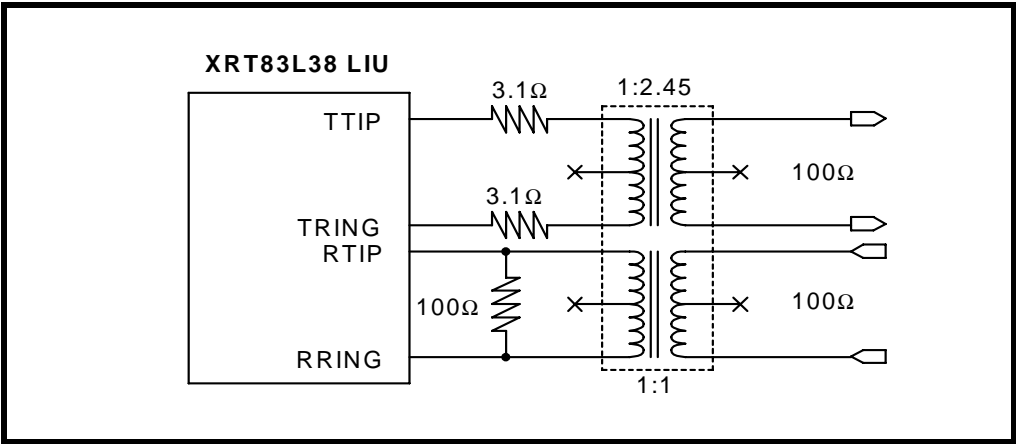 XRT83L38 LIU
3.1Ω
1:2.45
TTIP
100Ω
3.1Ω
TRING
RTIP
100Ω
100Ω
RRING
1:1